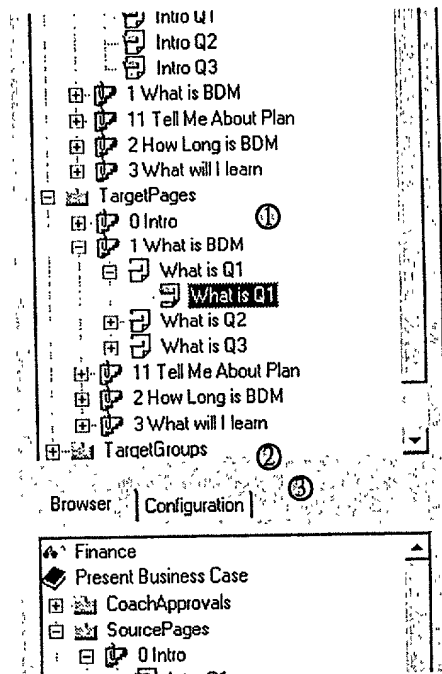 Intro Q1
Intro Q2
Intro Q3
1 What is BDM
11 Tell Me About Plan
2 How Long is BDM
3 What will I learn
TargetPages
0 Intro ①
1 What is BDM
What is Q1
What is Q1
What is Q2
What is Q3
11 Tell Me About Plan
2 How Long is BDM
3 What will I learn
TargetGroups ②
Browser Configuration ③
Finance
Present Business Case
CoachApprovals
SourcePages
0 Intro
Intro Q1